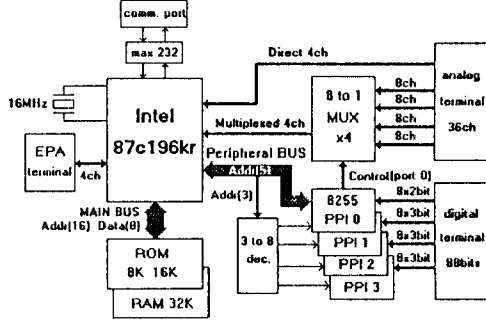 comm. port
max 232
Direct 4ch
16MHz
Intel
87c196kr
8 to 1
MUX
x4
8ch
8ch
8ch
8ch
analog
terminal
36ch
Multiplexed 4ch
EPA
terminal
4ch
Peripheral BUS
Addr(5)
Control(port 0)
Addr(3)
MAIN BUS
Addr(16) Data(8)
8255
PPI 0
PPI 1
PPI 2
PPI 3
8x2bit
8x3bit
8x3bit
8x3bit
digital
terminal
88bits
3 to 8
dec.
ROM
8K 16K
RAM 32K